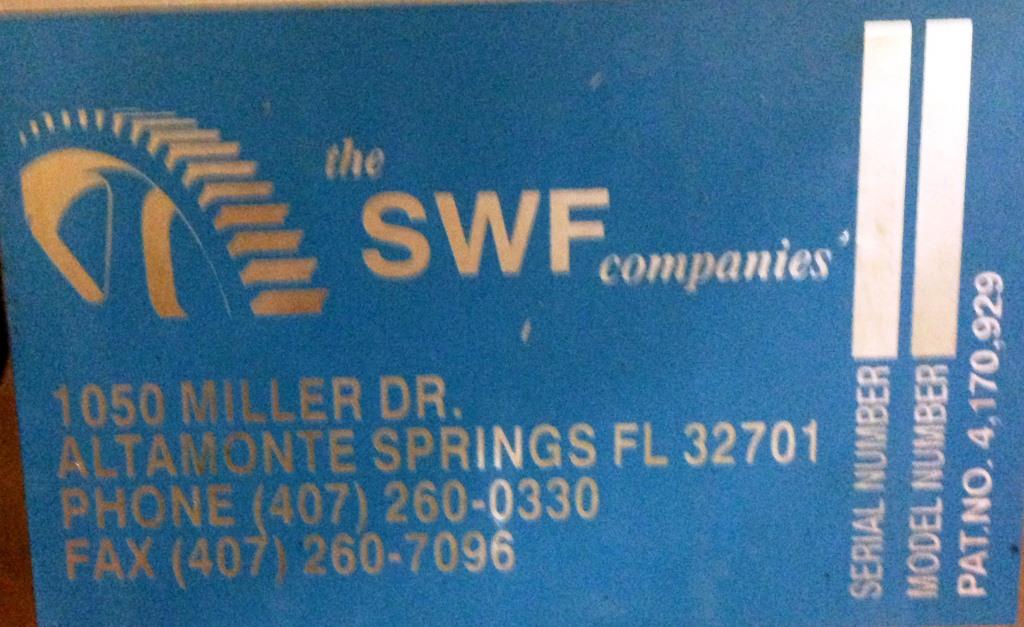 the
SWF
companies
1050 MILLER DR.
ALTAMONTE SPRINGS FL 32701
PHONE (407) 260-0330
FAX (407) 260-7096
SERIAL NUMBER
MODEL NUMBER
PAT.NO. 4,170,929